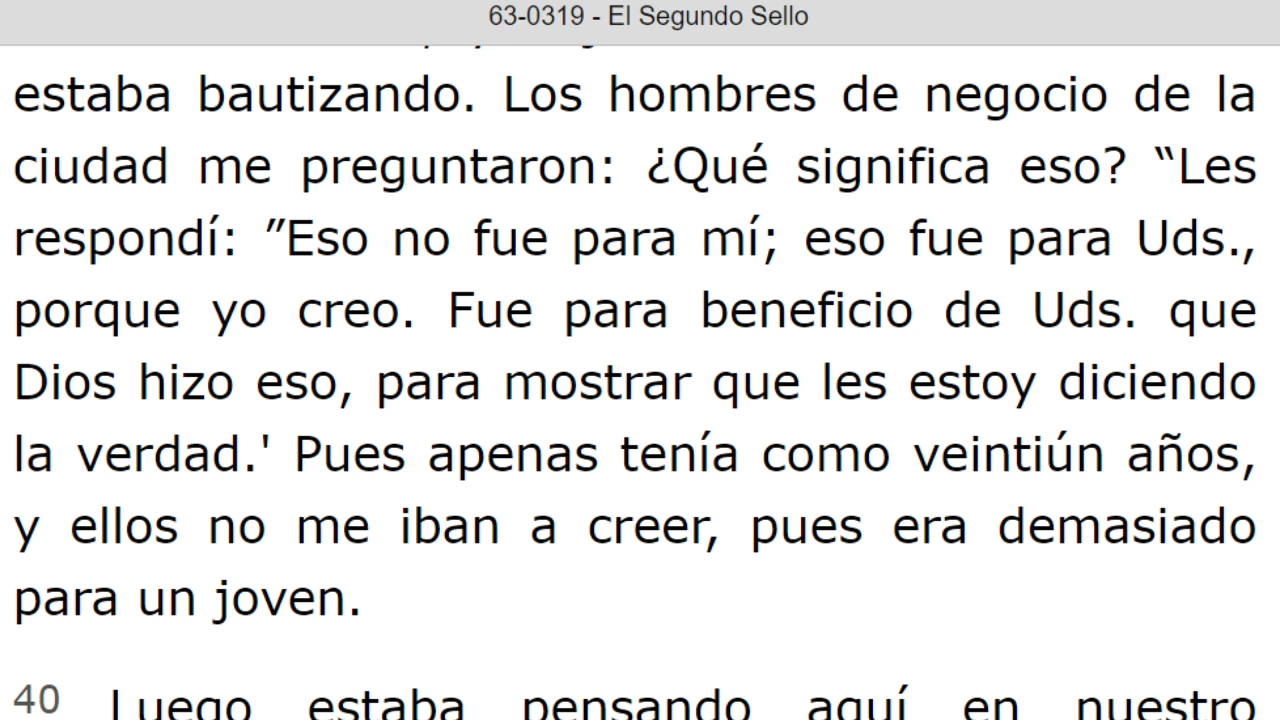 63-0319 - El Segundo Sello
estaba bautizando. Los hombres de negocio de la
ciudad me preguntaron: ¿Qué significa eso? “Les
respondí: ”Eso no fue para mí; eso fue para Uds.,
porque yo creo. Fue para beneficio de Uds. que
Dios hizo eso, para mostrar que les estoy diciendo
la verdad.' Pues apenas tenía como veintiún años,
y ellos no me iban a creer, pues era demasiado
para un joven.
40 Luego estaba pensando aquí en nuestro